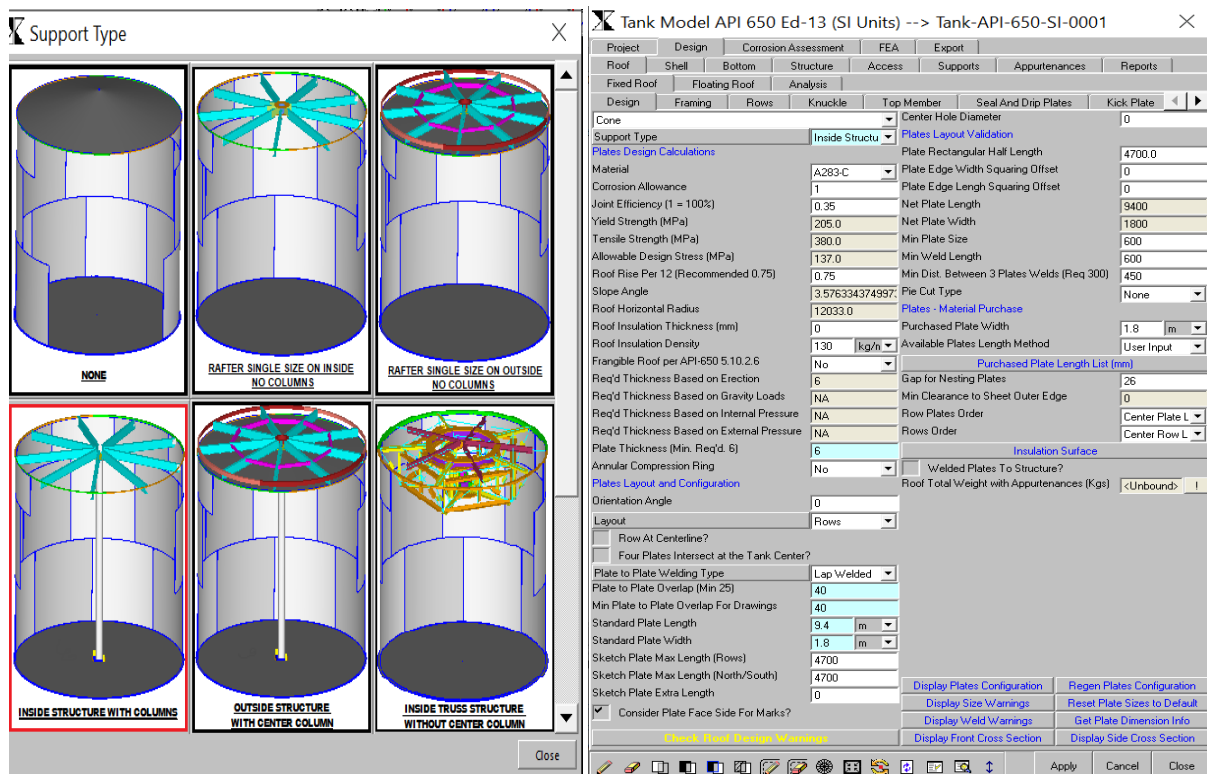 Support Type
NONE
RAFTER SINGLE SIZE ON INSIDE
NO COLUMNS
RAFTER SINGLE SIZE ON OUTSIDE
NO COLUMNS
INSIDE STRUCTURE WITH COLUMNS
OUTSIDE STRUCTURE
WITH CENTER COLUMN
INSIDE TRUSS STRUCTURE
WITHOUT CENTER COLUMN
Close
Tank Model API 650 Ed-13 (SI Units) --> Tank-API-650-SI-0001
Project Design Corrosion Assessment FEA Export
Roof Shell Bottom Structure Access Supports Appurtenances Reports
Fixed Roof Floating Roof Analysis
Design Framing Rows Knuckle Top Member Seal And Drip Plates Kick Plate
Cone
Support Type Inside Structu
Plates Design Calculations
Material A283-C
Corrosion Allowance 1
Joint Efficiency (1 = 100%) 0.35
Yield Strength (MPa) 205.0
Tensile Strength (MPa) 380.0
Allowable Design Stress (MPa) 137.0
Roof Rise Per 12 (Recommended 0.75) 0.75
Slope Angle 3.576334374997
Roof Horizontal Radius 12033.0
Roof Insulation Thickness (mm) 0
Roof Insulation Density 130 kg/n
Frangible Roof per API-650 5.10.2.6 No
Req'd Thickness Based on Erection 6
Req'd Thickness Based on Gravity Loads NA
Req'd Thickness Based on Internal Pressure NA
Req'd Thickness Based on External Pressure NA
Plate Thickness (Min. Req'd. 6) 6
Annular Compression Ring No
Plates Layout and Configuration
Orientation Angle 0
Layout Rows
Row At Centerline?
Four Plates Intersect at the Tank Center?
Plate to Plate Welding Type Lap Welded
Plate to Plate Overlap (Min 25) 40
Min Plate to Plate Overlap For Drawings 40
Standard Plate Length 9.4 m
Standard Plate Width 1.8 m
Sketch Plate Max Length (Rows) 4700
Sketch Plate Max Length (North/South) 4700
Sketch Plate Extra Length 0
Consider Plate Face Side For Marks?
Check Roof Design Warnings
Center Hole Diameter 0
Plates Layout Validation
Plate Rectangular Half Length 4700.0
Plate Edge Width Squaring Offset 0
Plate Edge Lengh Squaring Offset 0
Net Plate Length 9400
Net Plate Width 1800
Min Plate Size 600
Min Weld Length 600
Min Dist. Between 3 Plates Welds (Req 300) 450
Pie Cut Type None
Plates - Material Purchase
Purchased Plate Width 1.8 m
Available Plates Length Method User Input
Purchased Plate Length List (mm)
Gap for Nesting Plates 26
Min Clearance to Sheet Outer Edge 0
Row Plates Order Center Plate L
Rows Order Center Row L
Insulation Surface
Welded Plates To Structure?
Roof Total Weight with Appurtenances (Kgs) <Unbound> !
Display Plates Configuration Regen Plates Configuration
Display Size Warnings Reset Plate Sizes to Default
Display Weld Warnings Get Plate Dimension Info
Display Front Cross Section Display Side Cross Section
Apply Cancel Close